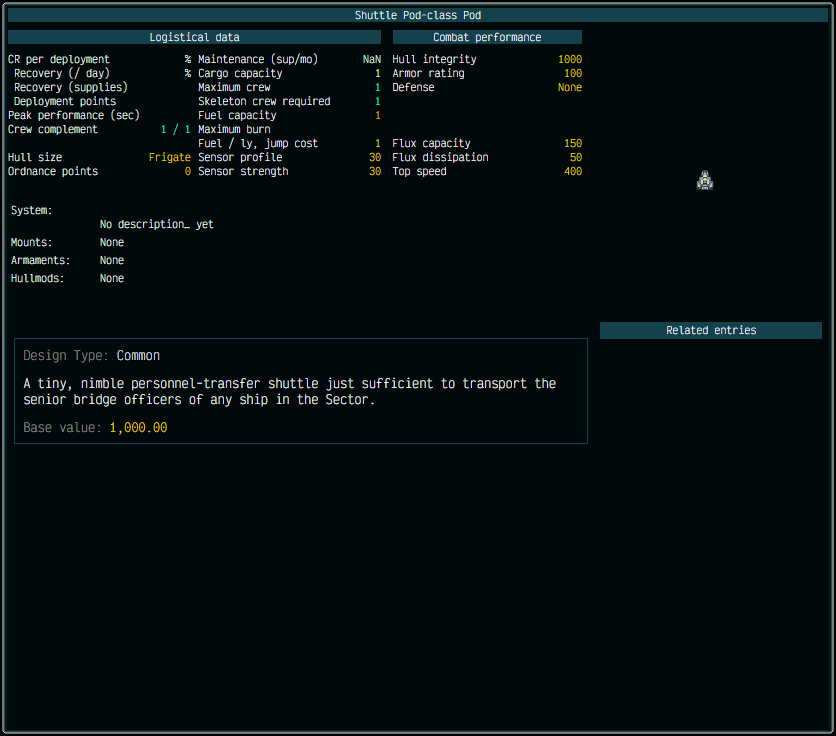 Shuttle Pod-class Pod
Logistical data
Combat performance
CR per deployment % Maintenance (sup/mo) NaN Hull integrity 1000
Recovery (/ day) % Cargo capacity 1 Armor rating 100
Recovery (supplies) Maximum crew 1 Defense None
Deployment points Skeleton crew required 1
Peak performance (sec) Fuel capacity 1
Crew complement 1 / 1 Maximum burn Flux capacity 150
Fuel / ly, jump cost 1
Hull size Frigate Sensor profile 30 Flux dissipation 50
Ordnance points 0 Sensor strength 30 Top speed 400
System:
No description… yet
Mounts: None
Armaments: None
Hullmods: None
Related entries
Design Type: Common
A tiny, nimble personnel-transfer shuttle just sufficient to transport the
senior bridge officers of any ship in the Sector.
Base value: 1,000.00